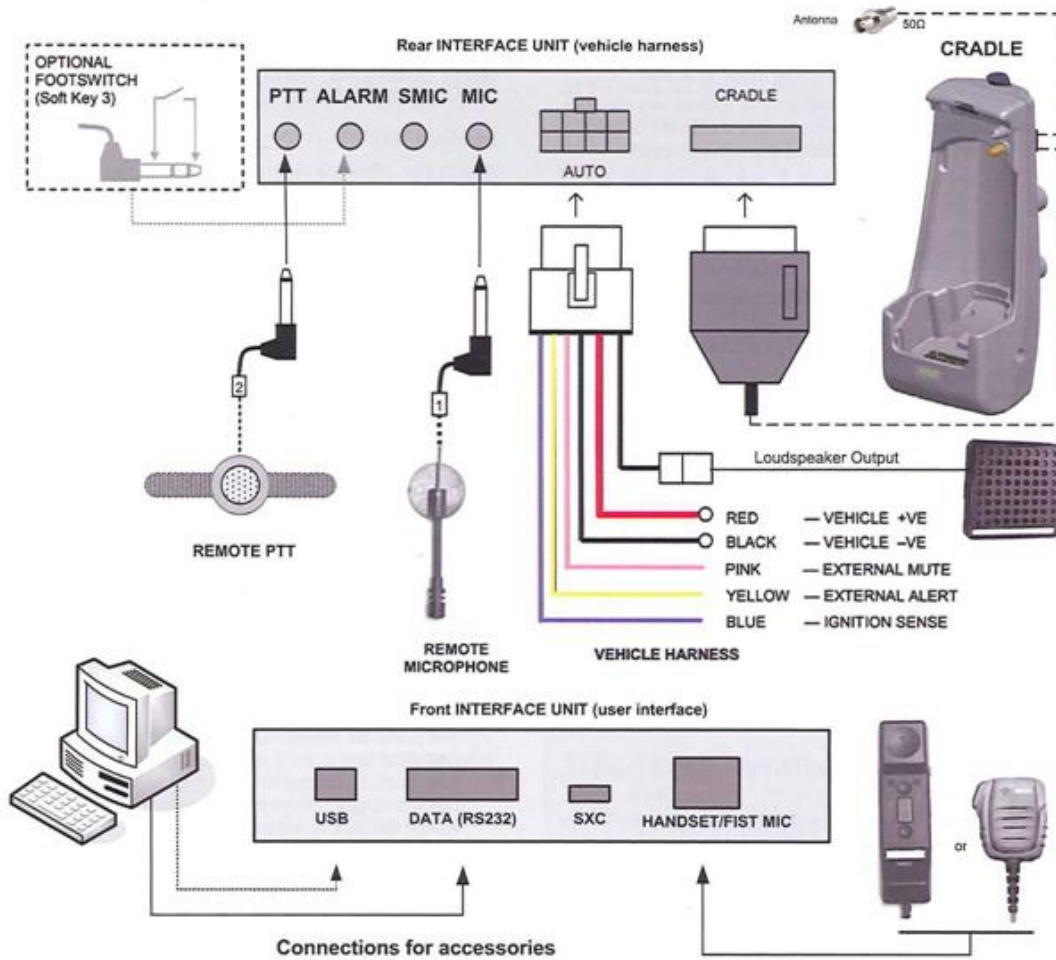 Antenna
50Ω
Rear INTERFACE UNIT (vehicle harness)
CRADLE
OPTIONAL
FOOTSWITCH
(Soft Key 3)
PTT ALARM SMIC MIC
CRADLE
AUTO
2
1
Loudspeaker Output
RED — VEHICLE +VE
BLACK — VEHICLE –VE
PINK — EXTERNAL MUTE
YELLOW — EXTERNAL ALERT
BLUE — IGNITION SENSE
REMOTE PTT
REMOTE
MICROPHONE
VEHICLE HARNESS
Front INTERFACE UNIT (user interface)
USB
DATA (RS232)
SXC
HANDSET/FIST MIC
or
Connections for accessories